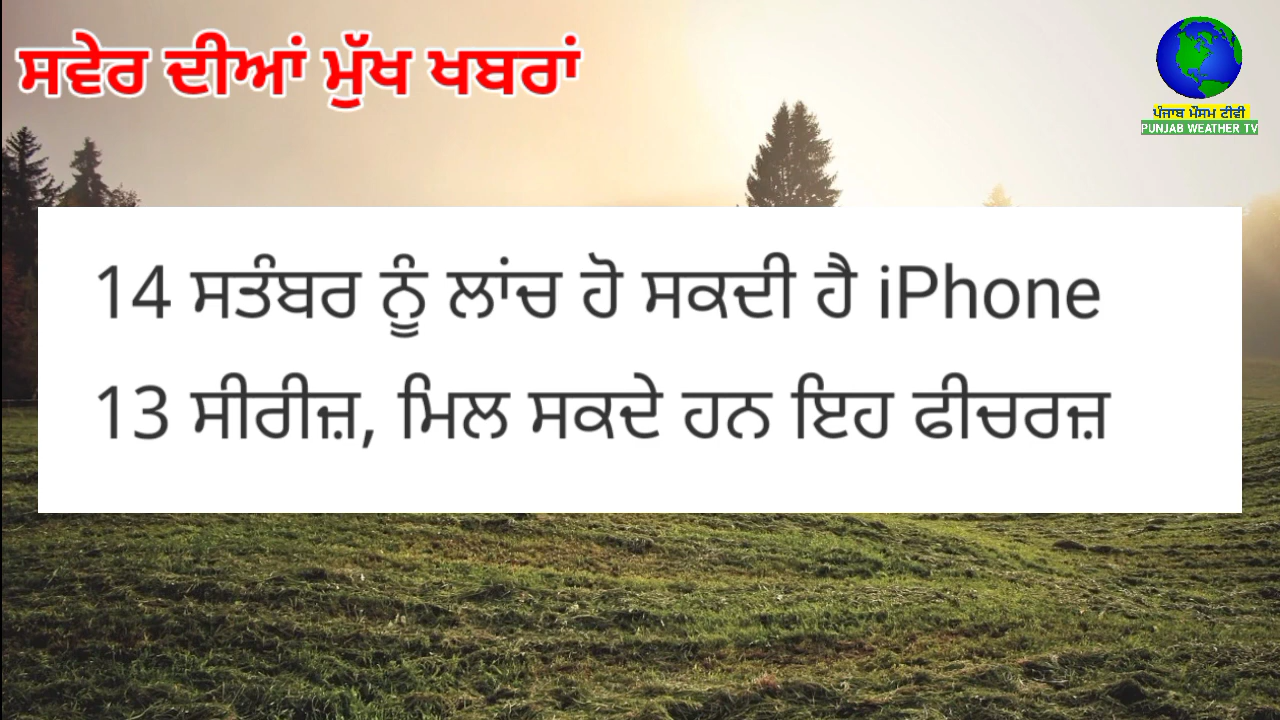 ਸਵੇਰ ਦੀਆਂ ਮੁੱਖ ਖਬਰਾਂ
ਪੰਜਾਬ ਮੌਸਮ ਟੀਵੀ
PUNJAB WEATHER TV
14 ਸਤੰਬਰ ਨੂੰ ਲਾਂਚ ਹੋ ਸਕਦੀ ਹੈ iPhone
13 ਸੀਰੀਜ਼, ਮਿਲ ਸਕਦੇ ਹਨ ਇਹ ਫੀਚਰਜ਼